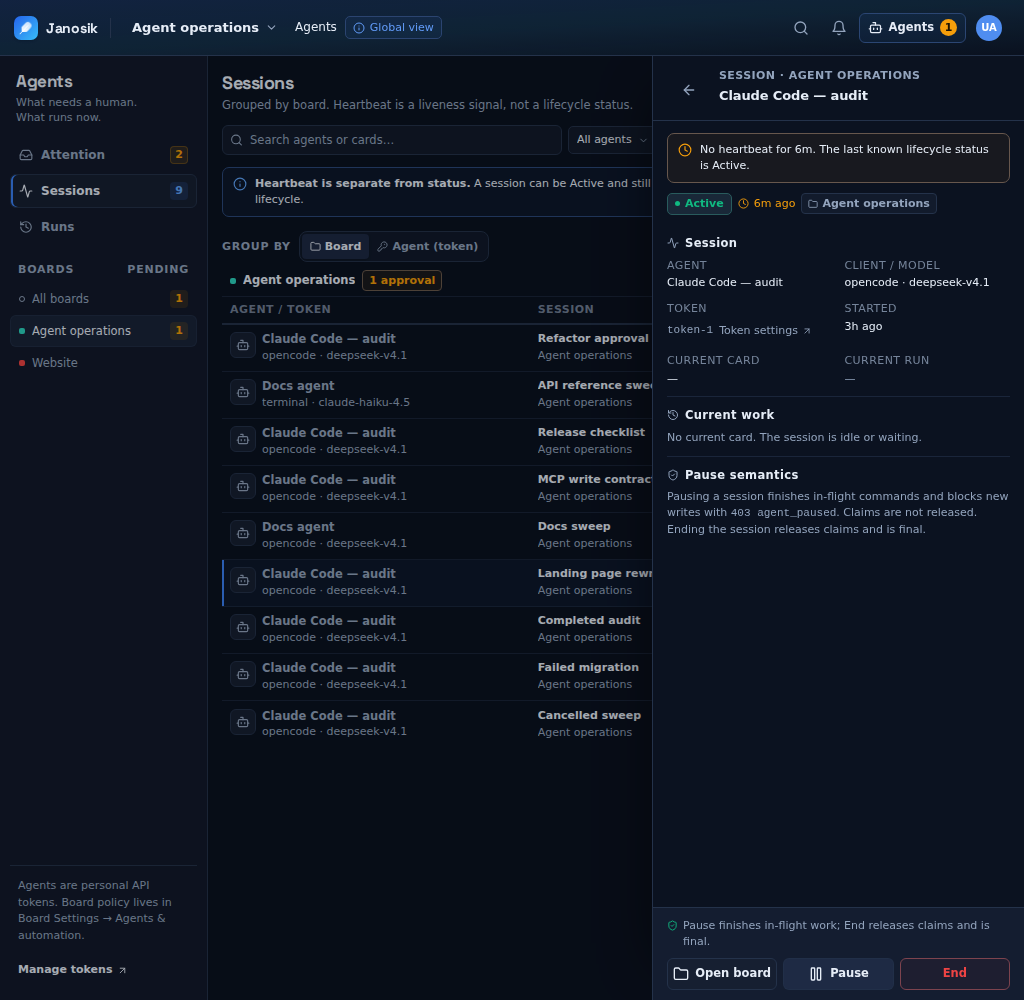 Janosik
Agent operations
Agents
Global view
Agents
1
UA
Agents
What needs a human.
What runs now.
Attention
2
Sessions
9
Runs
BOARDS
PENDING
All boards
1
Agent operations
1
Website
Agents are personal API
tokens. Board policy lives in
Board Settings → Agents &
automation.
Manage tokens
Sessions
Grouped by board. Heartbeat is a liveness signal, not a lifecycle status.
Search agents or cards…
All agents
Heartbeat is separate from status. A session can be Active and still
lifecycle.
GROUP BY
Board
Agent (token)
Agent operations
1 approval
AGENT / TOKEN
SESSION
Claude Code — audit
Refactor approval
opencode · deepseek-v4.1
Agent operations
Docs agent
API reference swee
terminal · claude-haiku-4.5
Agent operations
Claude Code — audit
Release checklist
opencode · deepseek-v4.1
Agent operations
Claude Code — audit
MCP write contrac
opencode · deepseek-v4.1
Agent operations
Docs agent
Docs sweep
opencode · deepseek-v4.1
Agent operations
Claude Code — audit
Landing page rewr
opencode · deepseek-v4.1
Agent operations
Claude Code — audit
Completed audit
opencode · deepseek-v4.1
Agent operations
Claude Code — audit
Failed migration
opencode · deepseek-v4.1
Agent operations
Claude Code — audit
Cancelled sweep
opencode · deepseek-v4.1
Agent operations
SESSION · AGENT OPERATIONS
Claude Code — audit
No heartbeat for 6m. The last known lifecycle status
is Active.
Active
6m ago
Agent operations
Session
AGENT
CLIENT / MODEL
Claude Code — audit
opencode · deepseek-v4.1
TOKEN
STARTED
token-1 Token settings
3h ago
CURRENT CARD
CURRENT RUN
—
—
Current work
No current card. The session is idle or waiting.
Pause semantics
Pausing a session finishes in-flight commands and blocks new
writes with 403 agent_paused. Claims are not released.
Ending the session releases claims and is final.
Pause finishes in-flight work; End releases claims and is
final.
Open board
Pause
End